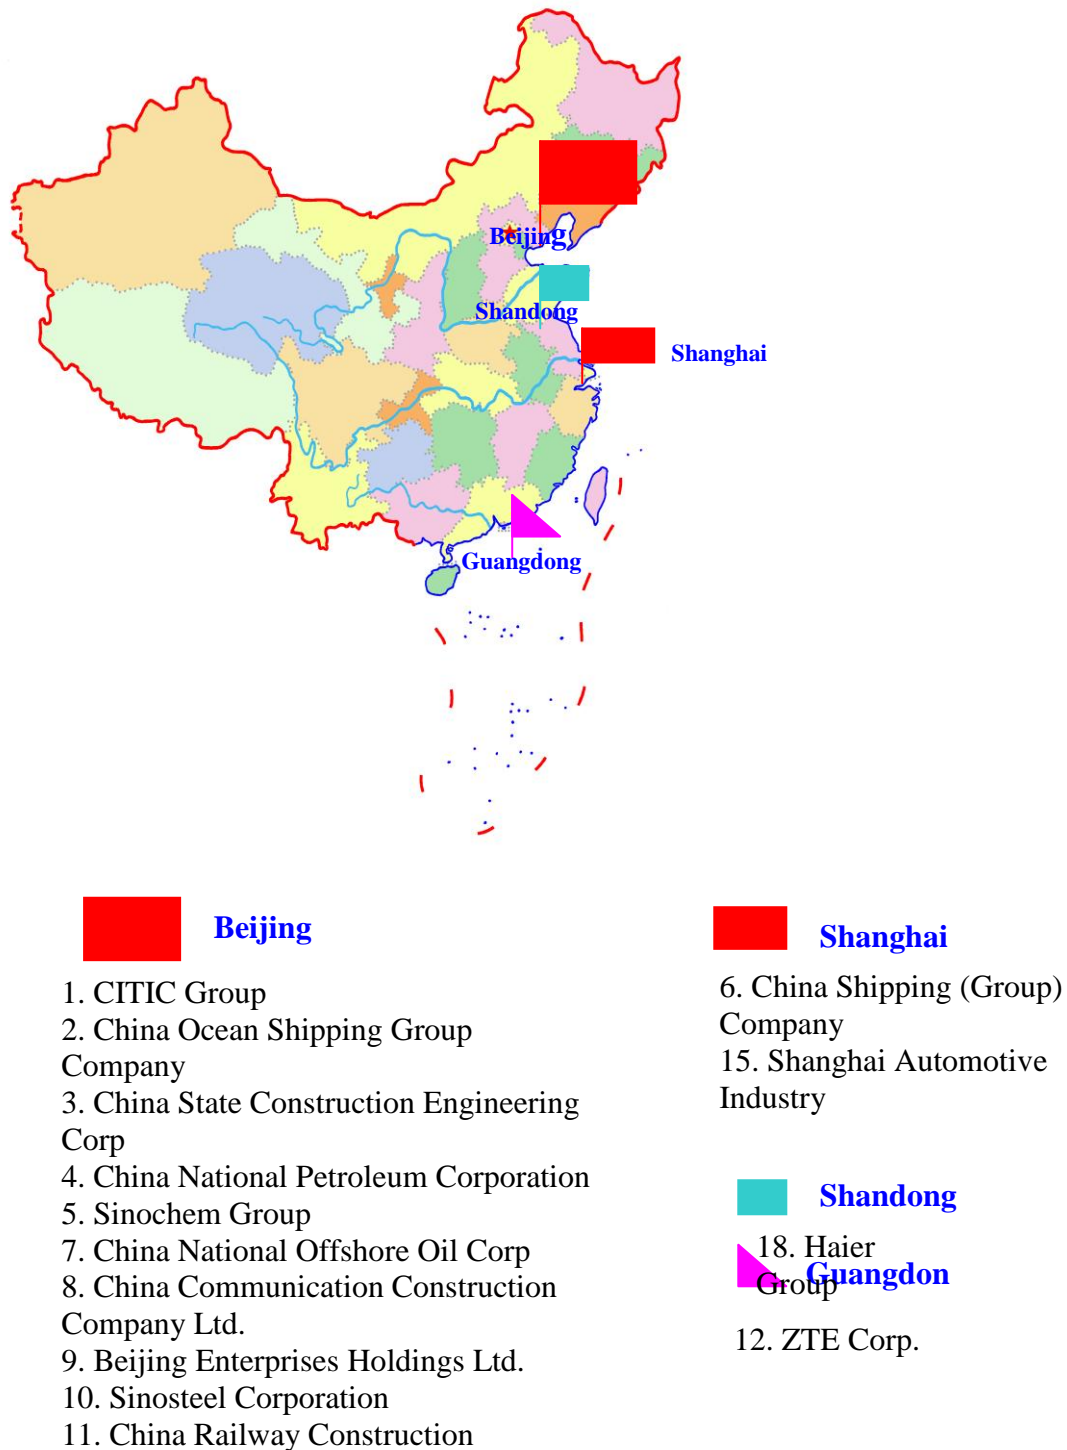 Beijing
Shandong
Shanghai
Guangdong
Beijing
1. CITIC Group
2. China Ocean Shipping Group
Company
3. China State Construction Engineering
Corp
4. China National Petroleum Corporation
5. Sinochem Group
7. China National Offshore Oil Corp
8. China Communication Construction
Company Ltd.
9. Beijing Enterprises Holdings Ltd.
10. Sinosteel Corporation
11. China Railway Construction
Shanghai
6. China Shipping (Group)
Company
15. Shanghai Automotive
Industry
Shandong
18. Haier
Group
Guangdon
12. ZTE Corp.